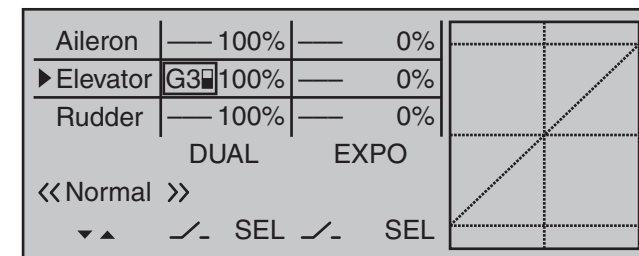 Aileron ––– 100% ––– 0%
Elevator G3 100% ––– 0%
Rudder ––– 100% ––– 0%
DUAL EXPO
«Normal »
SEL SEL